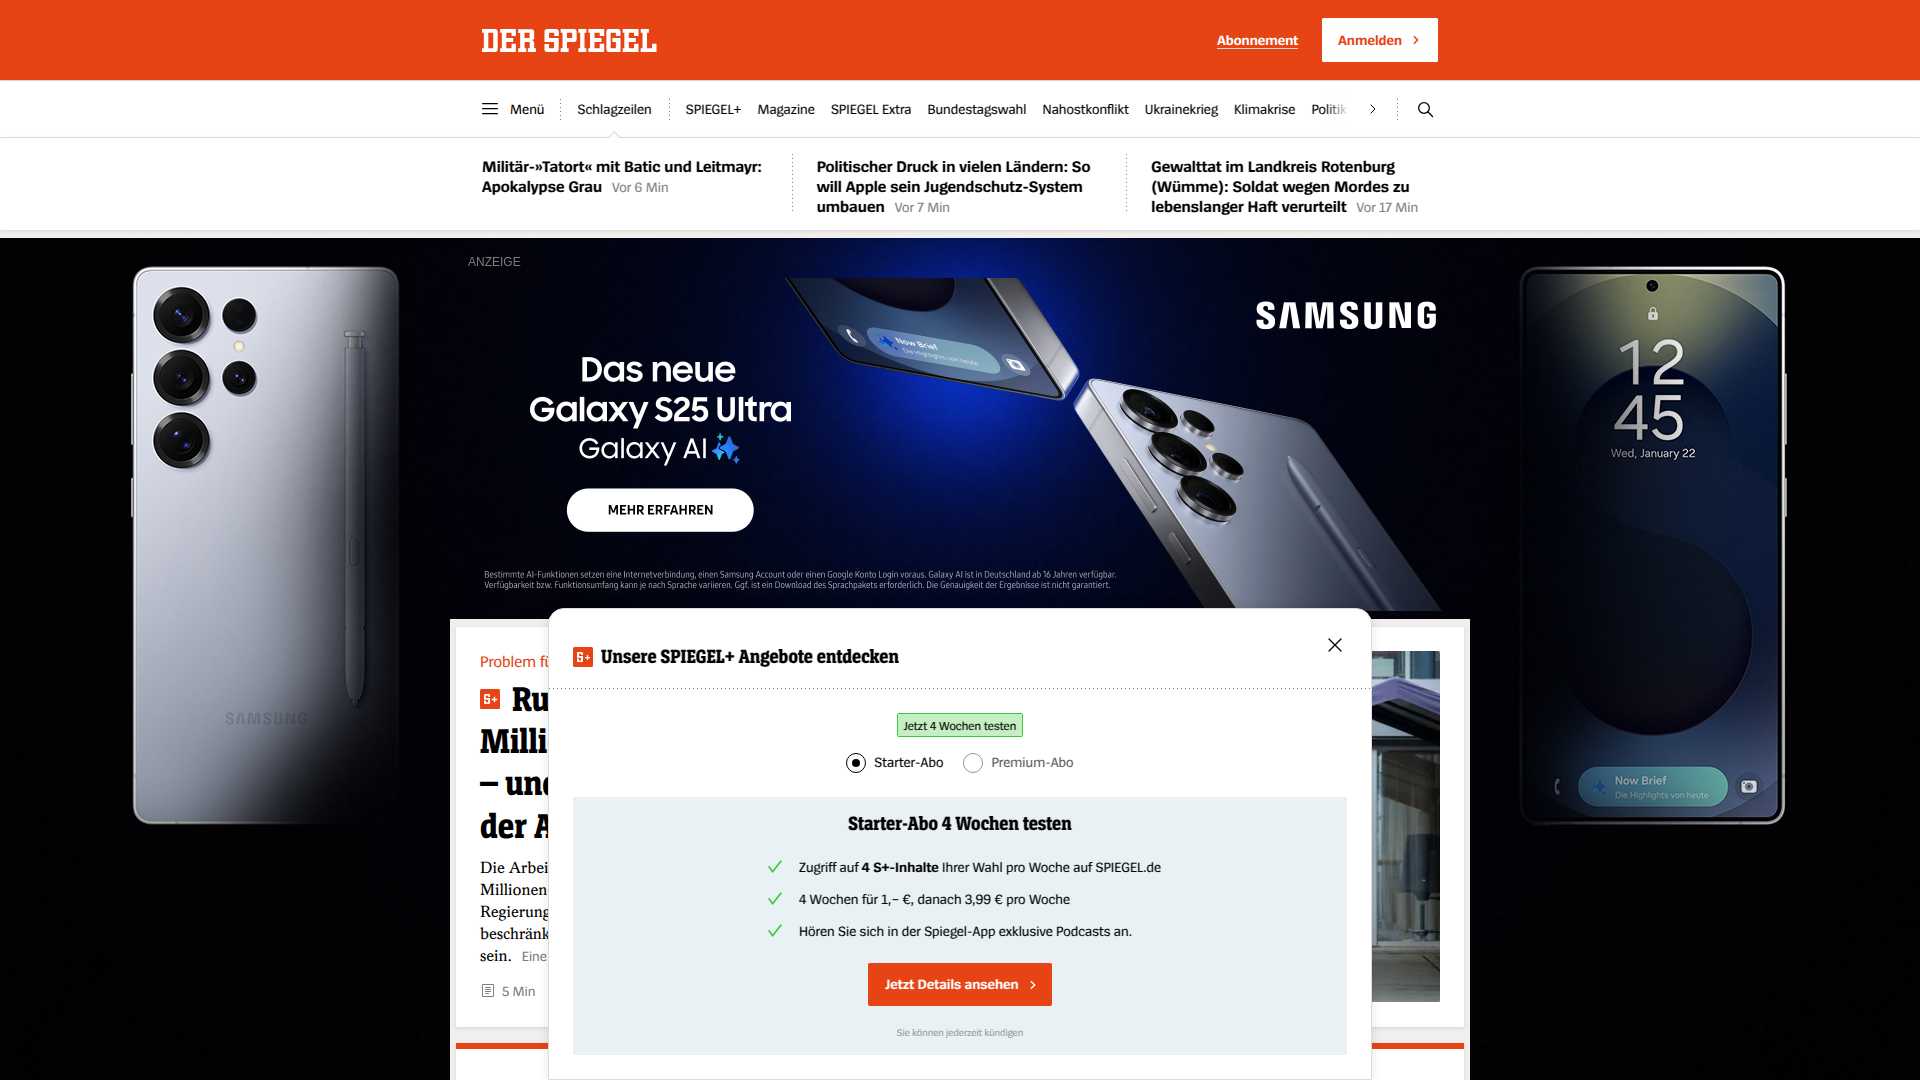 DER SPIEGEL
Abonnement
Anmelden
Menü
Schlagzeilen
SPIEGEL+
Magazine
SPIEGEL Extra
Bundestagswahl
Nahostkonflikt
Ukrainekrieg
Klimakrise
Politik
Militär-»Tatort« mit Batic und Leitmayr:
Apokalypse Grau Vor 6 Min
Politischer Druck in vielen Ländern: So
will Apple sein Jugendschutz-System
umbauen Vor 7 Min
Gewalttat im Landkreis Rotenburg
(Wümme): Soldat wegen Mordes zu
lebenslanger Haft verurteilt Vor 17 Min
ANZEIGE
SAMSUNG
Das neue
Galaxy S25 Ultra
Galaxy AI
MEHR ERFAHREN
Now Brief
Die Highlights von heute
Bestimmte AI-Funktionen setzen eine Internetverbindung, einen Samsung Account oder einen Google Konto Login voraus. Galaxy AI ist in Deutschland ab 16 Jahren verfügbar.
Verfügbarkeit bzw. Funktionsumfang kann je nach Sprache variieren. Ggf. ist ein Download des Sprachpakets erforderlich. Die Genauigkeit der Ergebnisse ist nicht garantiert.
SAMSUNG
12
45
Wed, January 22
Now Brief
Die Highlights von heute
Problem fü
S+ Ru
Milli
– und
der A
Die Arbei
Millionen
Regierung
beschränk
sein. Eine
5 Min
S+ Unsere SPIEGEL+ Angebote entdecken
Jetzt 4 Wochen testen
Starter-Abo
Premium-Abo
Starter-Abo 4 Wochen testen
Zugriff auf 4 S+-Inhalte Ihrer Wahl pro Woche auf SPIEGEL.de
4 Wochen für 1,– €, danach 3,99 € pro Woche
Hören Sie sich in der Spiegel-App exklusive Podcasts an.
Jetzt Details ansehen
Sie können jederzeit kündigen